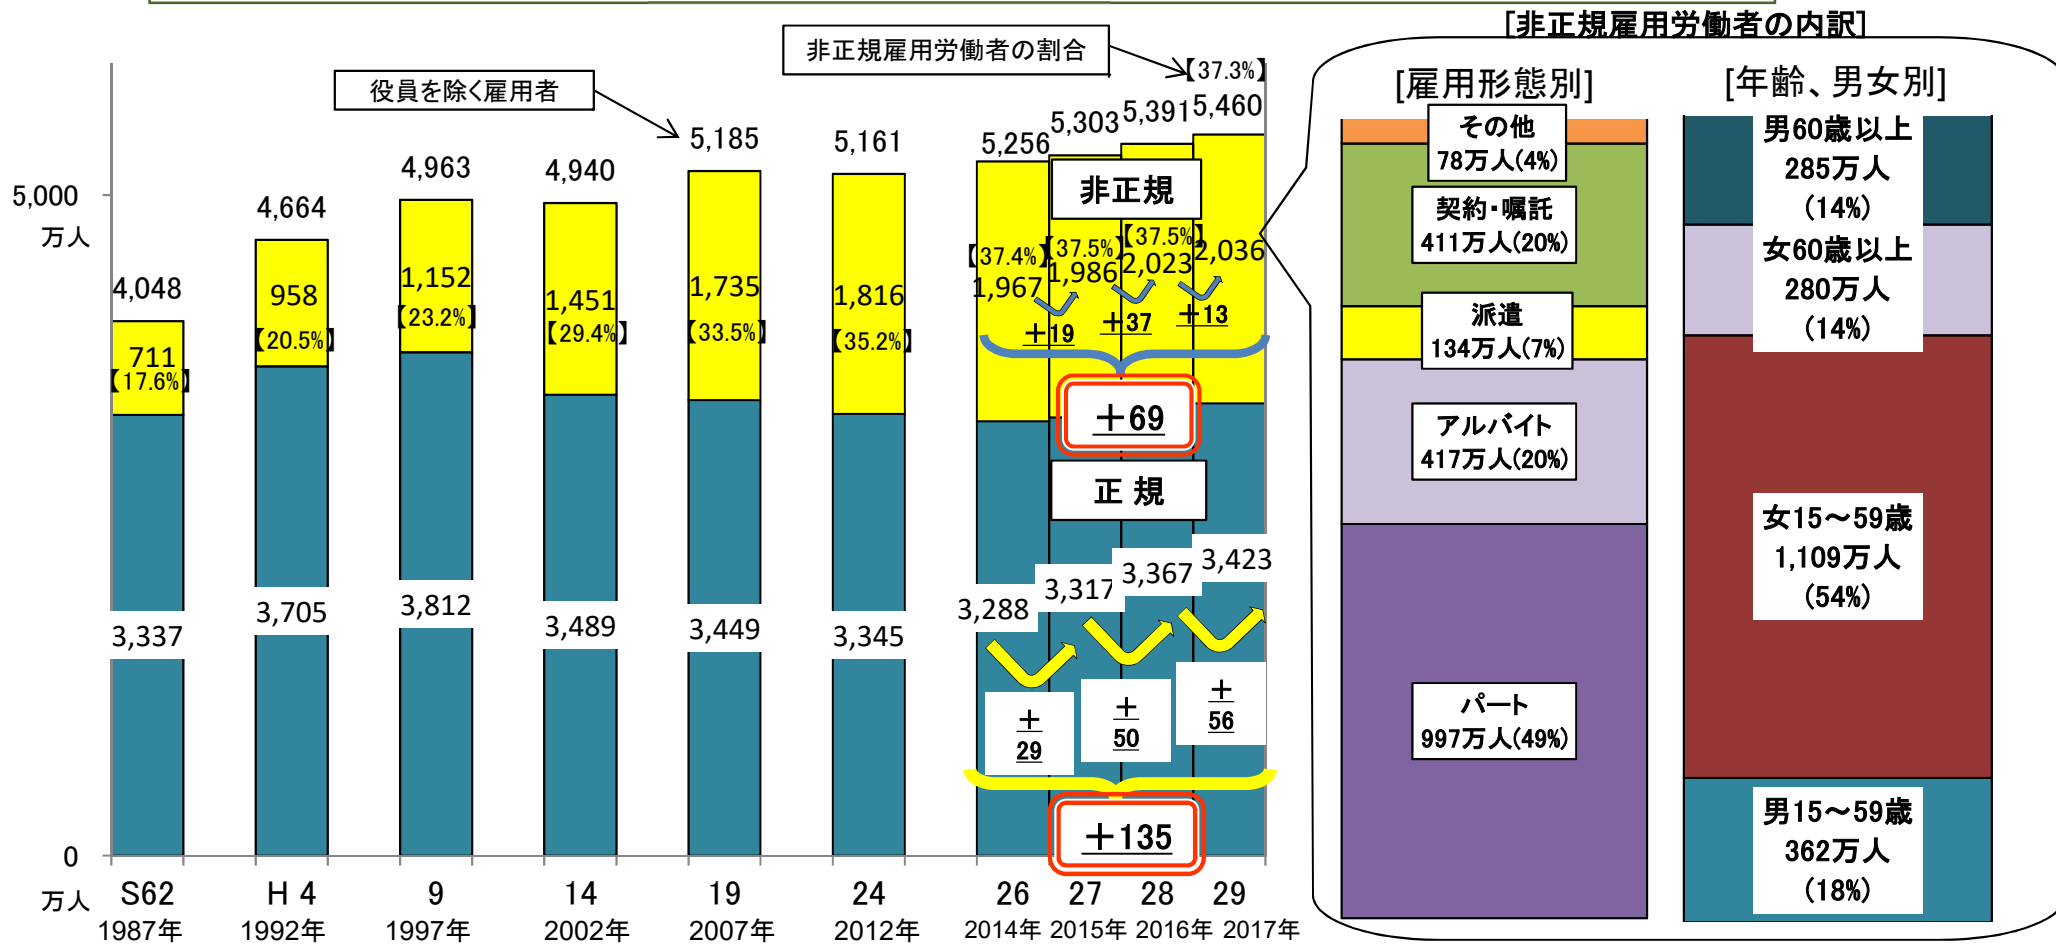 [非正規雇用労働者の内訳]
非正規雇用労働者の割合
役員を除く雇用者
【37.3%】
[雇用形態別]
[年齢、男女別]
5,000
万人
4,048
4,664
4,963
4,940
5,185
5,161
5,256
5,303
5,391
5,460
非正規
711
【17.6%】
958
【20.5%】
1,152
【23.2%】
1,451
【29.4%】
1,735
【33.5%】
1,816
【35.2%】
【37.4%】
1,967
【37.5%】
1,986
【37.5%】
2,023
2,036
＋19
＋37
＋13
＋69
正 規
3,337
3,705
3,812
3,489
3,449
3,345
3,288
3,317
3,367
3,423
＋
29
＋
50
＋
56
＋135
0
万人
S62
H 4
9
14
19
24
26
27
28
29
1987年
1992年
1997年
2002年
2007年
2012年
2014年
2015年
2016年
2017年
その他
78万人(4%)
契約・嘱託
411万人(20%)
派遣
134万人(7%)
アルバイト
417万人(20%)
パート
997万人(49%)
男60歳以上
285万人
(14%)
女60歳以上
280万人
(14%)
女15～59歳
1,109万人
(54%)
男15～59歳
362万人
(18%)